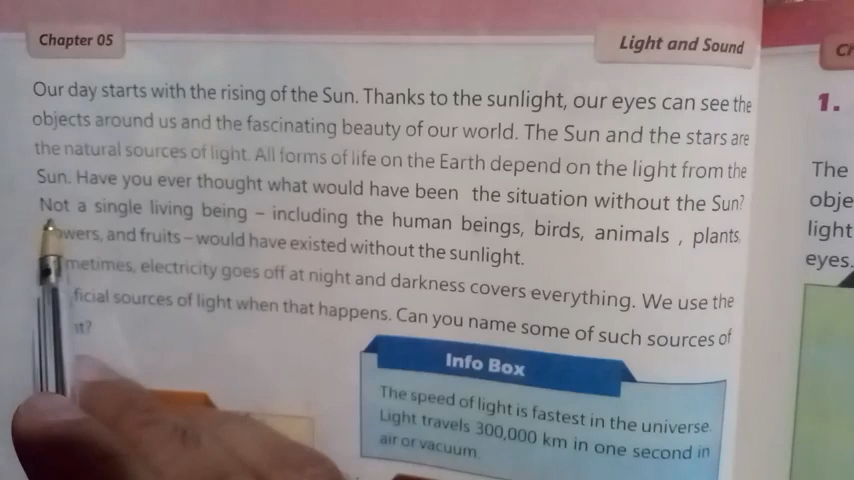 Chapter 05
Light and Sound
Our day starts with the rising of the Sun. Thanks to the sunlight, our eyes can see the
objects around us and the fascinating beauty of our world. The Sun and the stars are
the natural sources of light. All forms of life on the Earth depend on the light from the
Sun. Have you ever thought what would have been the situation without the Sun?
Not a single living being – including the human beings, birds, animals , plants,
owers, and fruits – would have existed without the sunlight.
metimes, electricity goes off at night and darkness covers everything. We use the
ficial sources of light when that happens. Can you name some of such sources of
ht?
Info Box
The speed of light is fastest in the universe.
Light travels 300,000 km in one second in
air or vacuum.
Ch
1.
The
obje
light
eyes.